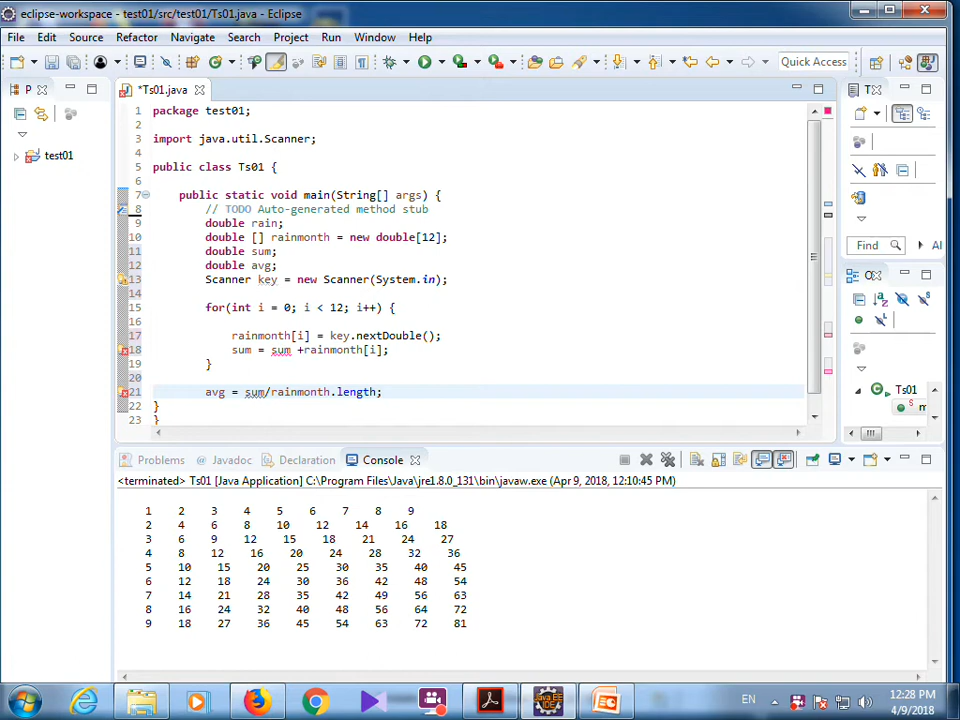 eclipse-workspace - test01/src/test01/Ts01.java - Eclipse
File Edit Source Refactor Navigate Search Project Run Window Help
Quick Access
P
*Ts01.java
T
test01
1 package test01;
2
3 import java.util.Scanner;
4
5 public class Ts01 {
6
7 public static void main(String[] args) {
8 // TODO Auto-generated method stub
9 double rain;
10 double [] rainmonth = new double[12];
11 double sum;
12 double avg;
13 Scanner key = new Scanner(System.in);
14
15 for(int i = 0; i < 12; i++) {
16
17 rainmonth[i] = key.nextDouble();
18 sum = sum +rainmonth[i];
19 }
20
21 avg = sum/rainmonth.length;
22 }
23 }
Find
Al
O
Ts01
Problems @ Javadoc Declaration Console
<terminated> Ts01 [Java Application] C:\Program Files\Java\jre1.8.0_131\bin\javaw.exe (Apr 9, 2018, 12:10:45 PM)
1 2 3 4 5 6 7 8 9
2 4 6 8 10 12 14 16 18
3 6 9 12 15 18 21 24 27
4 8 12 16 20 24 28 32 36
5 10 15 20 25 30 35 40 45
6 12 18 24 30 36 42 48 54
7 14 21 28 35 42 49 56 63
8 16 24 32 40 48 56 64 72
9 18 27 36 45 54 63 72 81
Java EE
IDE
EN
12:28 PM
4/9/2018